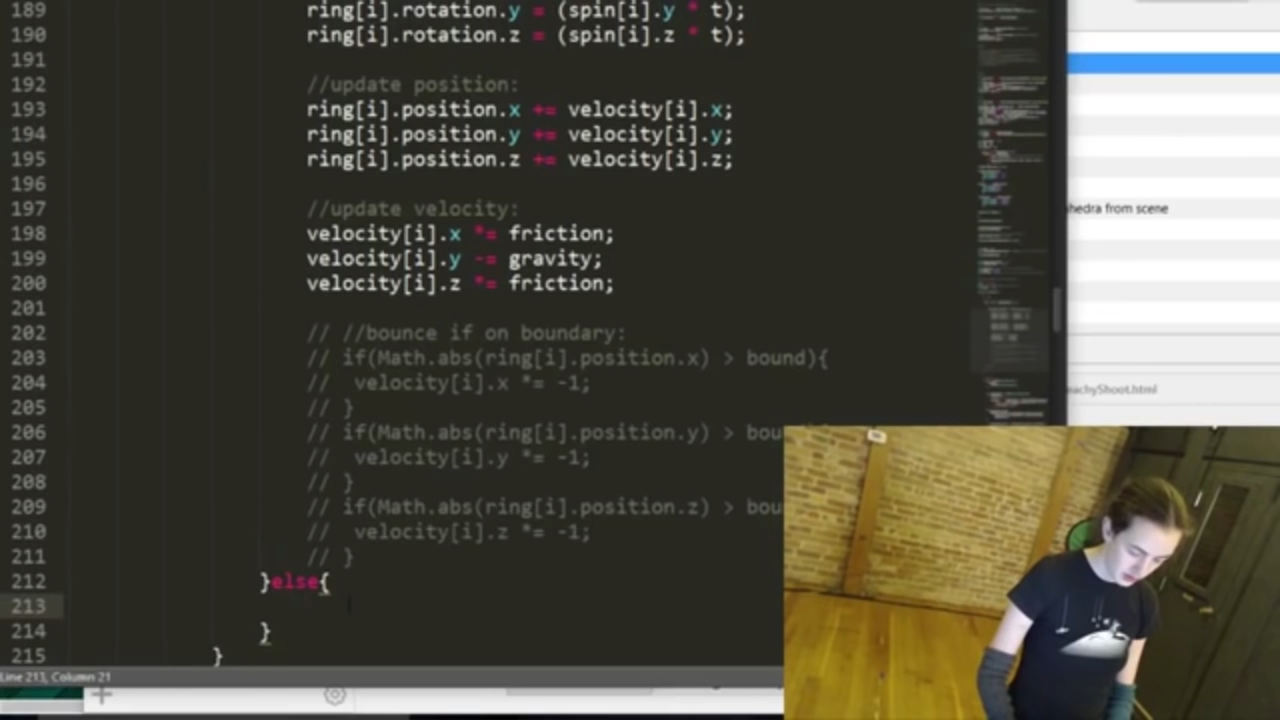 189 ring[i].rotation.y = (spin[i].y * t);
190 ring[i].rotation.z = (spin[i].z * t);
191
192 //update position:
193 ring[i].position.x += velocity[i].x;
194 ring[i].position.y += velocity[i].y;
195 ring[i].position.z += velocity[i].z;
196
197 //update velocity:
198 velocity[i].x *= friction;
199 velocity[i].y -= gravity;
200 velocity[i].z *= friction;
201
202 // //bounce if on boundary:
203 // if(Math.abs(ring[i].position.x) > bound){
204 // velocity[i].x *= -1;
205 // }
206 // if(Math.abs(ring[i].position.y) > bou
207 // velocity[i].y *= -1;
208 // }
209 // if(Math.abs(ring[i].position.z) > bou
210 // velocity[i].z *= -1;
211 // }
212 }else{
213
214 }
215 }
Line 213, Column 21
hedra from scene
eachyShoot.html